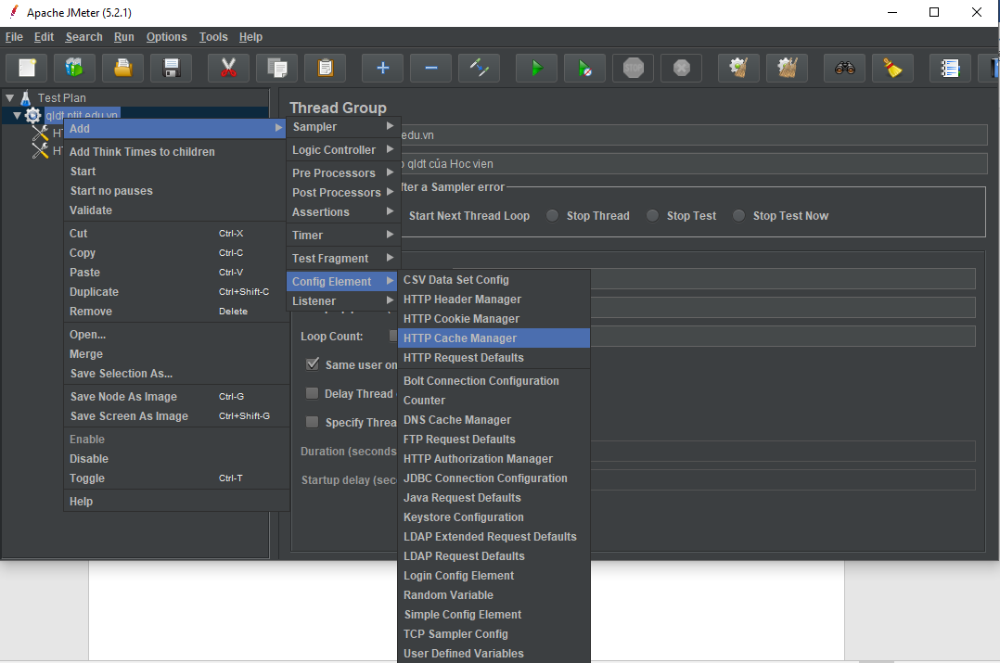 Apache JMeter (5.2.1)
File Edit Search Run Options Tools Help
STOP
Test Plan
qldt.ptit.edu.vn
HT
HT
Add
Add Think Times to children
Start
Start no pauses
Validate
Cut Ctrl-X
Copy Ctrl-C
Paste Ctrl-V
Duplicate Ctrl+Shift-C
Remove Delete
Open...
Merge
Save Selection As...
Save Node As Image Ctrl-G
Save Screen As Image Ctrl+Shift-G
Enable
Disable
Toggle Ctrl-T
Help
Sampler
Logic Controller
Pre Processors
Post Processors
Assertions
Timer
Test Fragment
Config Element
Listener
CSV Data Set Config
HTTP Header Manager
HTTP Cookie Manager
HTTP Cache Manager
HTTP Request Defaults
Bolt Connection Configuration
Counter
DNS Cache Manager
FTP Request Defaults
HTTP Authorization Manager
JDBC Connection Configuration
Java Request Defaults
Keystore Configuration
LDAP Extended Request Defaults
LDAP Request Defaults
Login Config Element
Random Variable
Simple Config Element
TCP Sampler Config
User Defined Variables
Thread Group
edu.vn
qldt của Hoc vien
fter a Sampler error
Start Next Thread Loop Stop Thread Stop Test Stop Test Now
Loop Count:
Same user on
Delay Thread
Specify Threa
Duration (seconds
Startup delay (sec